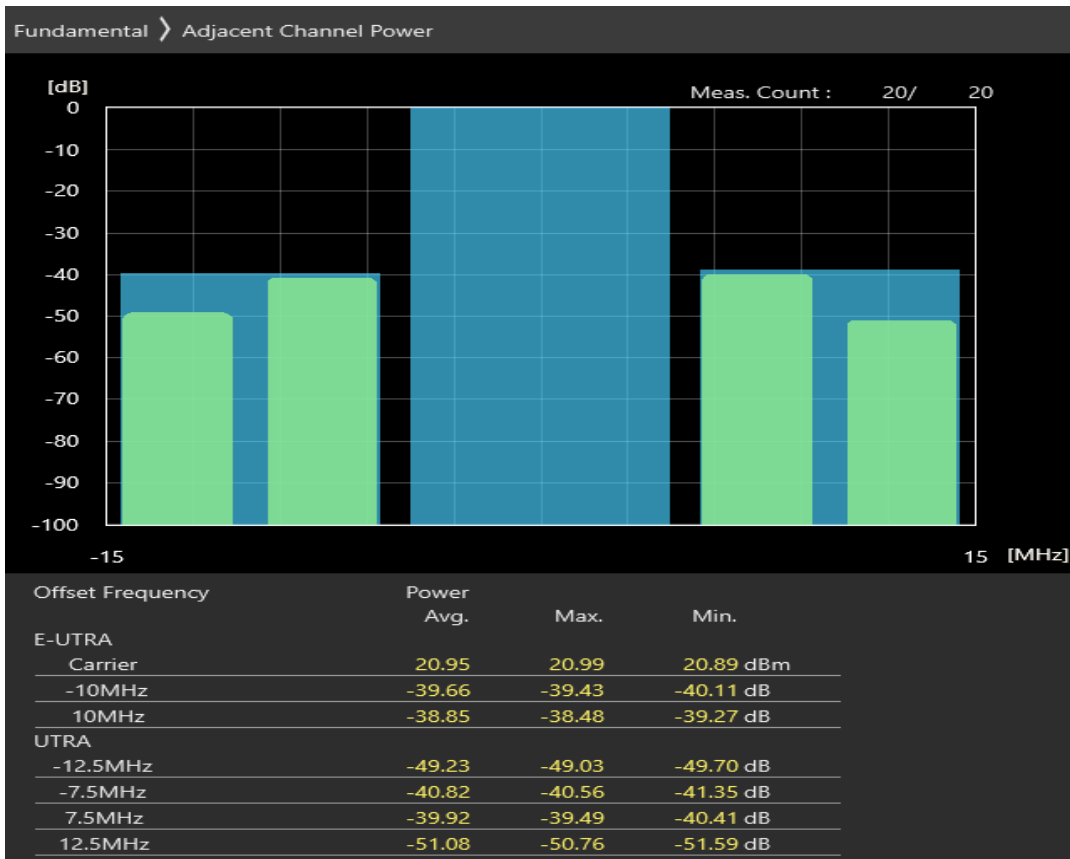 Fundamental 〉 Adjacent Channel Power
[dB]
Meas. Count : 20/ 20
0
-10
-20
-30
-40
-50
-60
-70
-80
-90
-100
-15 15 [MHz]
Offset Frequency Power
Avg. Max. Min.
E-UTRA
Carrier 20.95 20.99 20.89 dBm
-10MHz -39.66 -39.43 -40.11 dB
10MHz -38.85 -38.48 -39.27 dB
UTRA
-12.5MHz -49.23 -49.03 -49.70 dB
-7.5MHz -40.82 -40.56 -41.35 dB
7.5MHz -39.92 -39.49 -40.41 dB
12.5MHz -51.08 -50.76 -51.59 dB